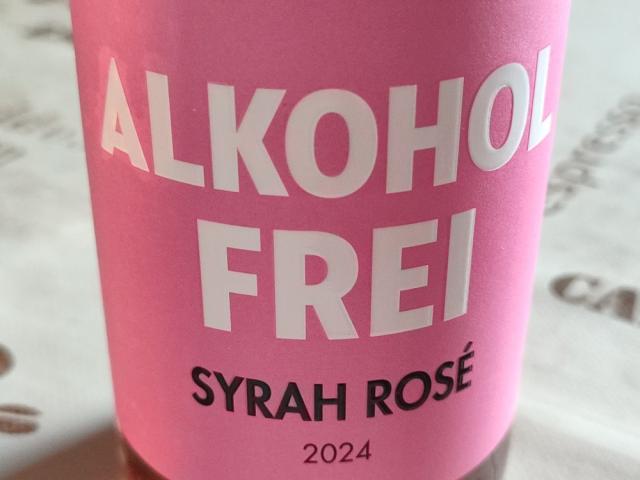 ALKOHOL
FREI
SYRAH ROSÉ
2024